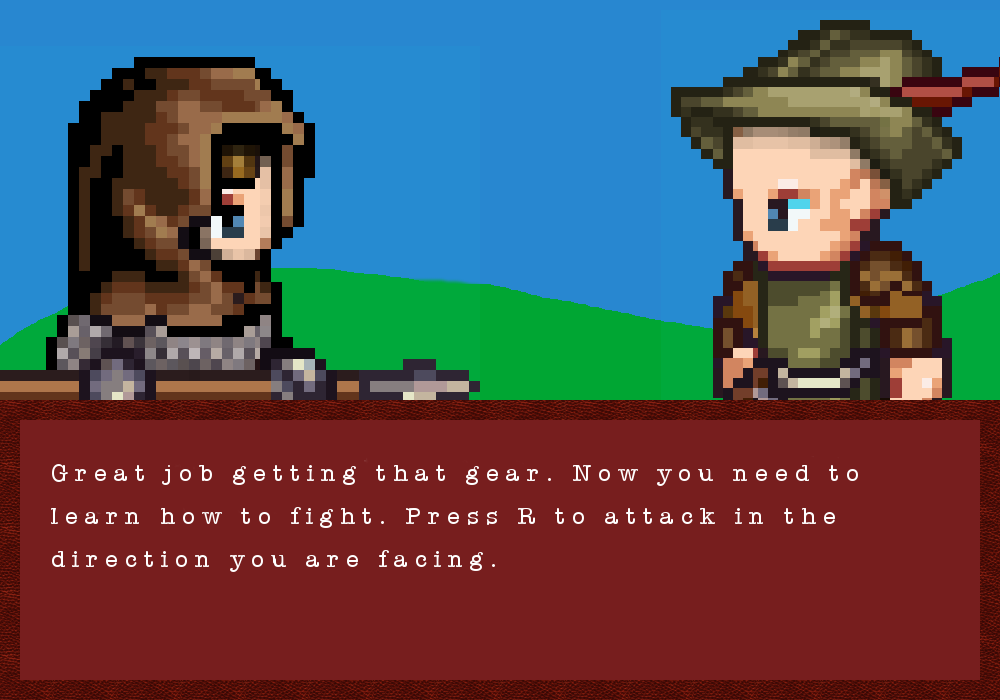 Great job getting that gear. Now you need to
learn how to fight. Press R to attack in the
direction you are facing.